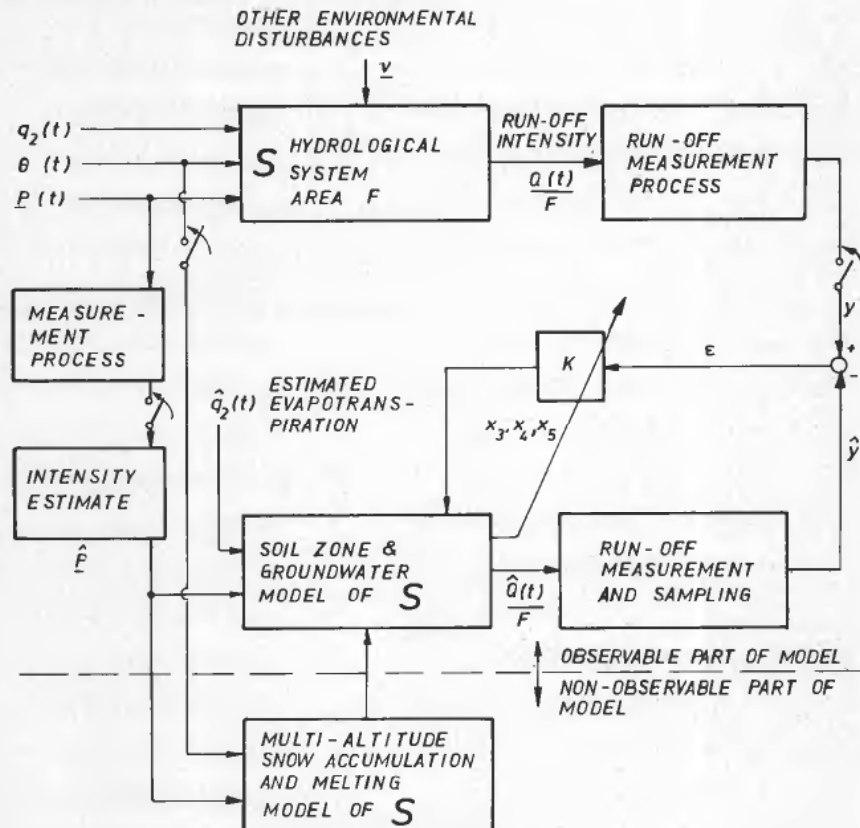 OTHER ENVIRONMENTAL
DISTURBANCES
v
q₂(t)
θ (t)
P (t)
S HYDROLOGICAL
SYSTEM
AREA F
RUN-OFF
INTENSITY
Q(t)
F
RUN-OFF
MEASUREMENT
PROCESS
y
+
-
ε
K
ŷ
MEASURE-
MENT
PROCESS
q̂₂(t)
ESTIMATED
EVAPOTRANS-
PIRATION
x₃, x₄, x₅
INTENSITY
ESTIMATE
P̂
SOIL ZONE &
GROUNDWATER
MODEL OF S
Q̂(t)
F
RUN-OFF
MEASUREMENT
AND SAMPLING
OBSERVABLE PART OF MODEL
NON-OBSERVABLE PART OF
MODEL
MULTI-ALTITUDE
SNOW ACCUMULATION
AND MELTING
MODEL OF S